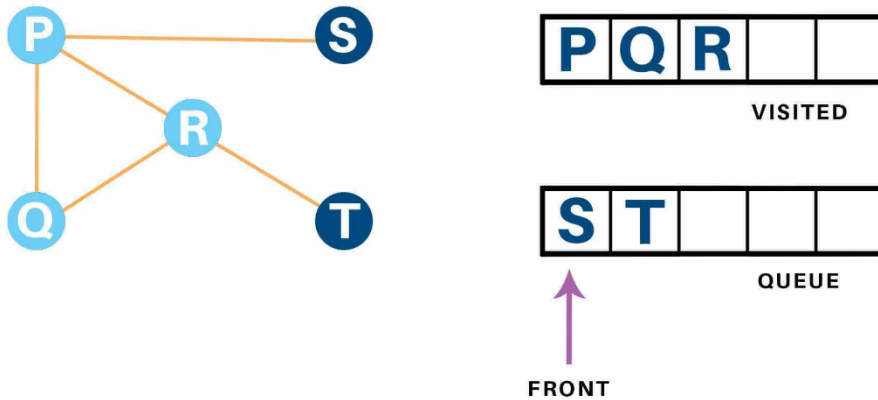 P S
R
Q T
P Q R
VISITED
S T
QUEUE
FRONT